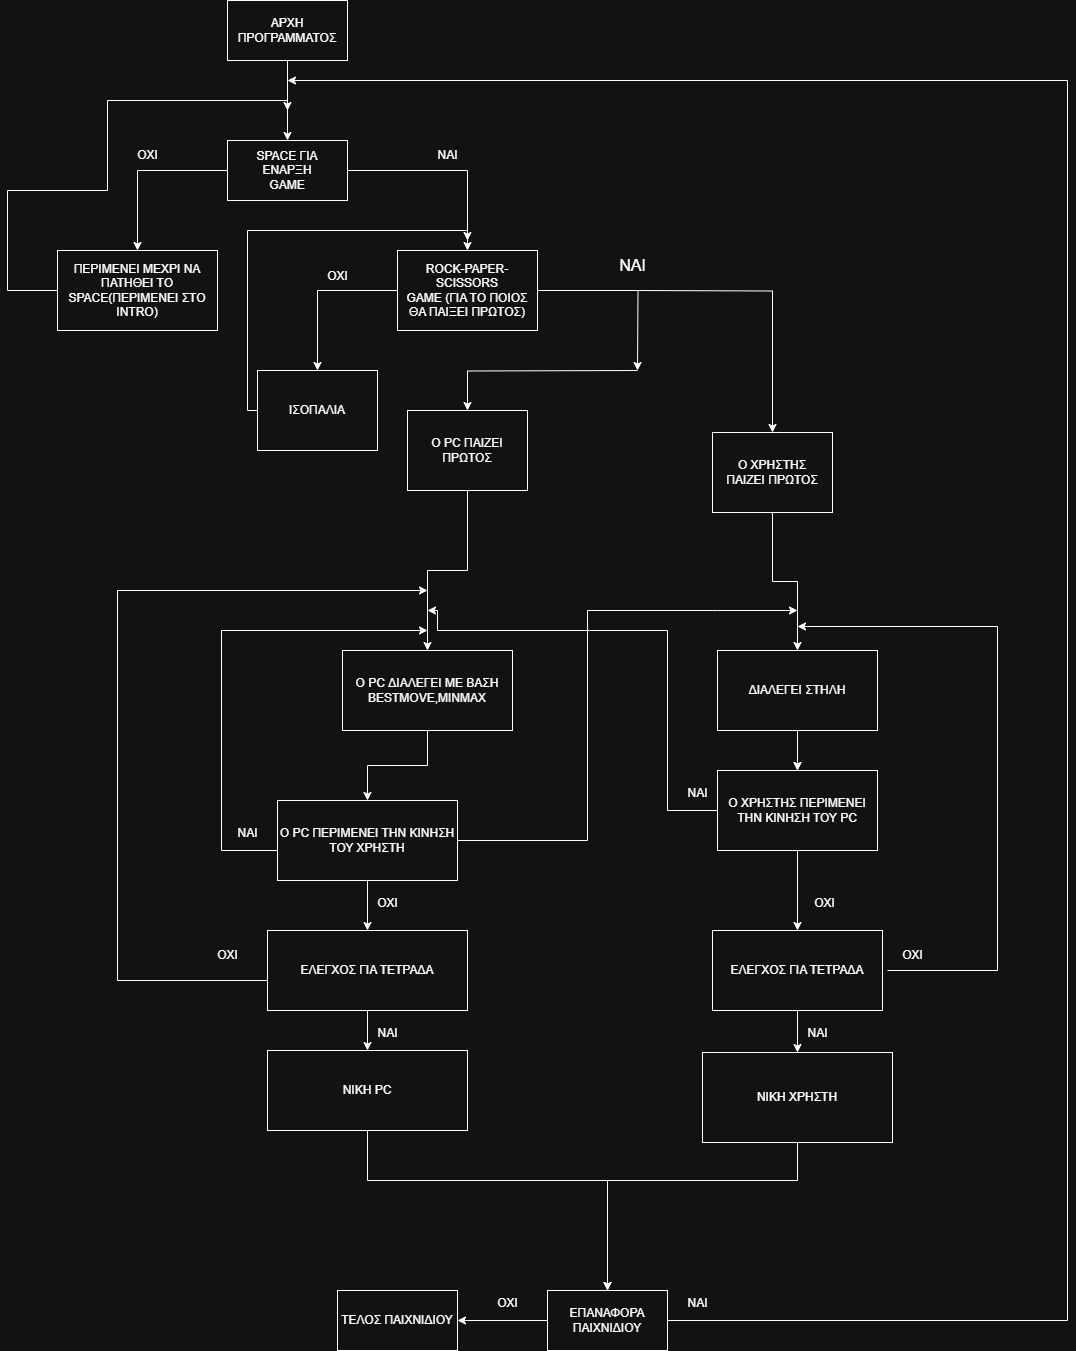 ΑΡΧΗ
ΠΡΟΓΡΑΜΜΑΤΟΣ
ΟΧΙ
SPACE ΓΙΑ
ΕΝΑΡΞΗ
GAME
ΝΑΙ
ΠΕΡΙΜΕΝΕΙ ΜΕΧΡΙ ΝΑ
ΠΑΤΗΘΕΙ ΤΟ
SPACE(ΠΕΡΙΜΕΝΕΙ ΣΤΟ
INTRO)
ΟΧΙ
ROCK-PAPER-
SCISSORS
GAME (ΓΙΑ ΤΟ ΠΟΙΟΣ
ΘΑ ΠΑΙΞΕΙ ΠΡΩΤΟΣ)
ΝΑΙ
ΙΣΟΠΑΛΙΑ
Ο PC ΠΑΙΖΕΙ
ΠΡΩΤΟΣ
Ο ΧΡΗΣΤΗΣ
ΠΑΙΖΕΙ ΠΡΩΤΟΣ
Ο PC ΔΙΑΛΕΓΕΙ ΜΕ ΒΑΣΗ
BESTMOVE,MINMAX
ΔΙΑΛΕΓΕΙ ΣΤΗΛΗ
ΝΑΙ
Ο ΧΡΗΣΤΗΣ ΠΕΡΙΜΕΝΕΙ
ΤΗΝ ΚΙΝΗΣΗ ΤΟΥ PC
ΝΑΙ
Ο PC ΠΕΡΙΜΕΝΕΙ ΤΗΝ ΚΙΝΗΣΗ
ΤΟΥ ΧΡΗΣΤΗ
ΟΧΙ
ΟΧΙ
ΟΧΙ
ΕΛΕΓΧΟΣ ΓΙΑ ΤΕΤΡΑΔΑ
ΕΛΕΓΧΟΣ ΓΙΑ ΤΕΤΡΑΔΑ
ΟΧΙ
ΝΑΙ
ΝΑΙ
ΝΙΚΗ PC
ΝΙΚΗ ΧΡΗΣΤΗ
ΤΕΛΟΣ ΠΑΙΧΝΙΔΙΟΥ
ΟΧΙ
ΕΠΑΝΑΦΟΡΑ
ΠΑΙΧΝΙΔΙΟΥ
ΝΑΙ